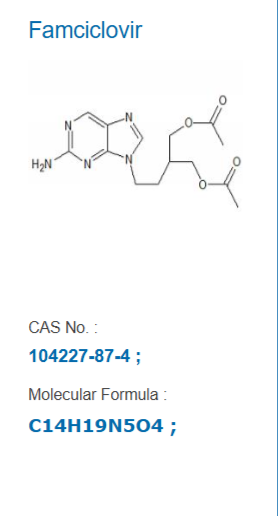 Famciclovir
O
O
N
N
H₂N
N
N
O
O
CAS No. :
104227-87-4 ;
Molecular Formula :
C14H19N5O4 ;